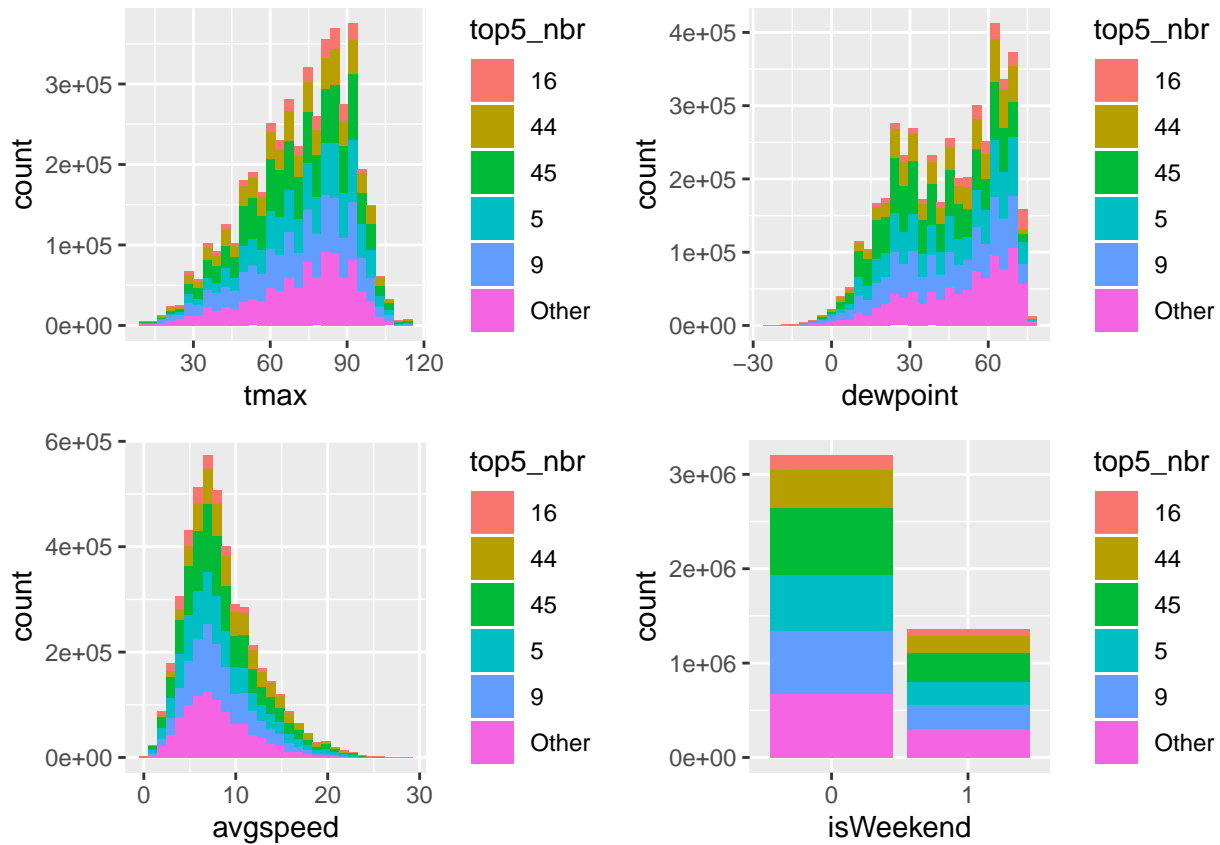 top5_nbr
16
44
45
5
9
Other
3e+05
2e+05
1e+05
0e+00
count
30 60 90 120
tmax
top5_nbr
16
44
45
5
9
Other
4e+05
3e+05
2e+05
1e+05
0e+00
count
−30 0 30 60
dewpoint
top5_nbr
16
44
45
5
9
Other
6e+05
4e+05
2e+05
0e+00
count
0 10 20 30
avgspeed
top5_nbr
16
44
45
5
9
Other
3e+06
2e+06
1e+06
0e+00
count
0 1
isWeekend